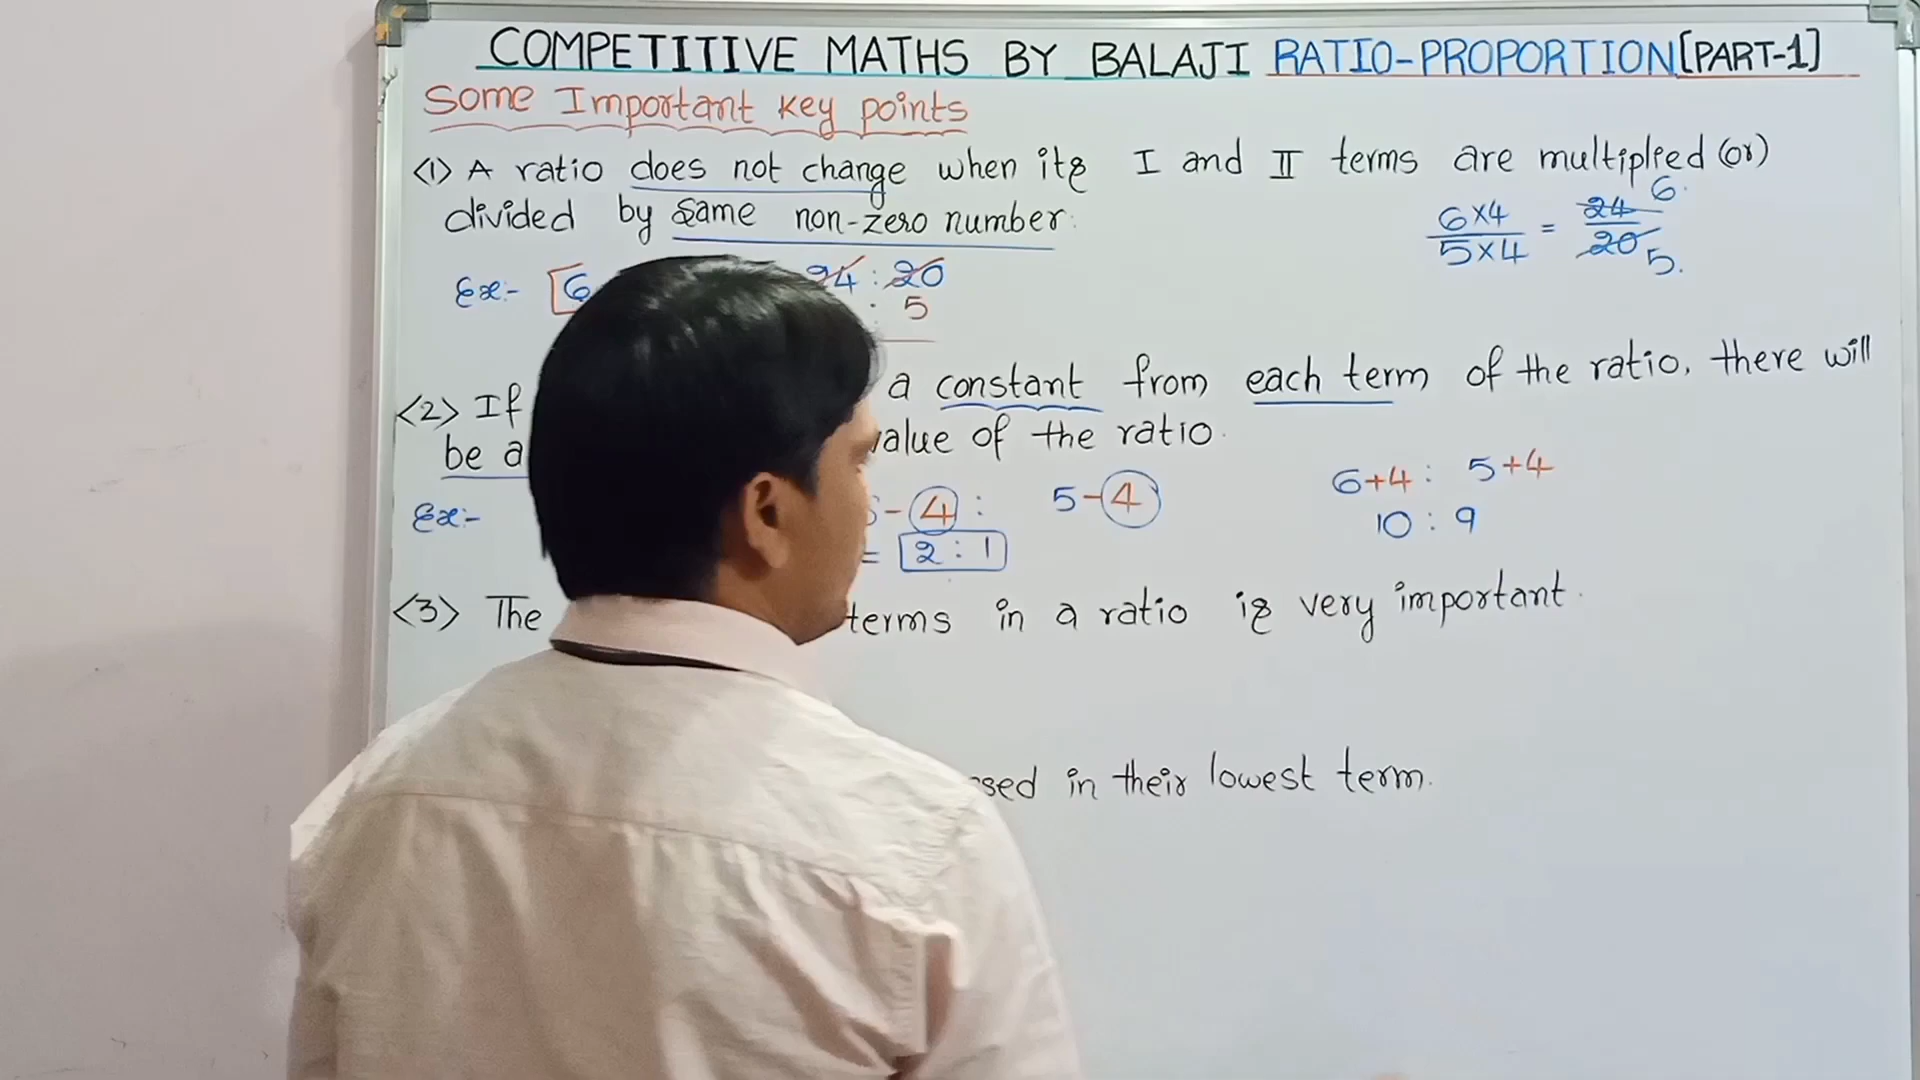 COMPETITIVE MATHS BY BALAJI RATIO-PROPORTION [PART-1]
Some Important key points
<1> A ratio does not change when its I and II terms are multiplied (or)
divided by same non-zero number.
6×4 / 5×4 = 24 / 20 6 5.
Ex:- 6 24 : 20
: 5
<2> If a constant from each term of the ratio, there will
be a value of the ratio.
Ex:- - 4 : 5-4
= 2 : 1
6+4 : 5+4
10 : 9
<3> The terms in a ratio is very important.
in their lowest term.